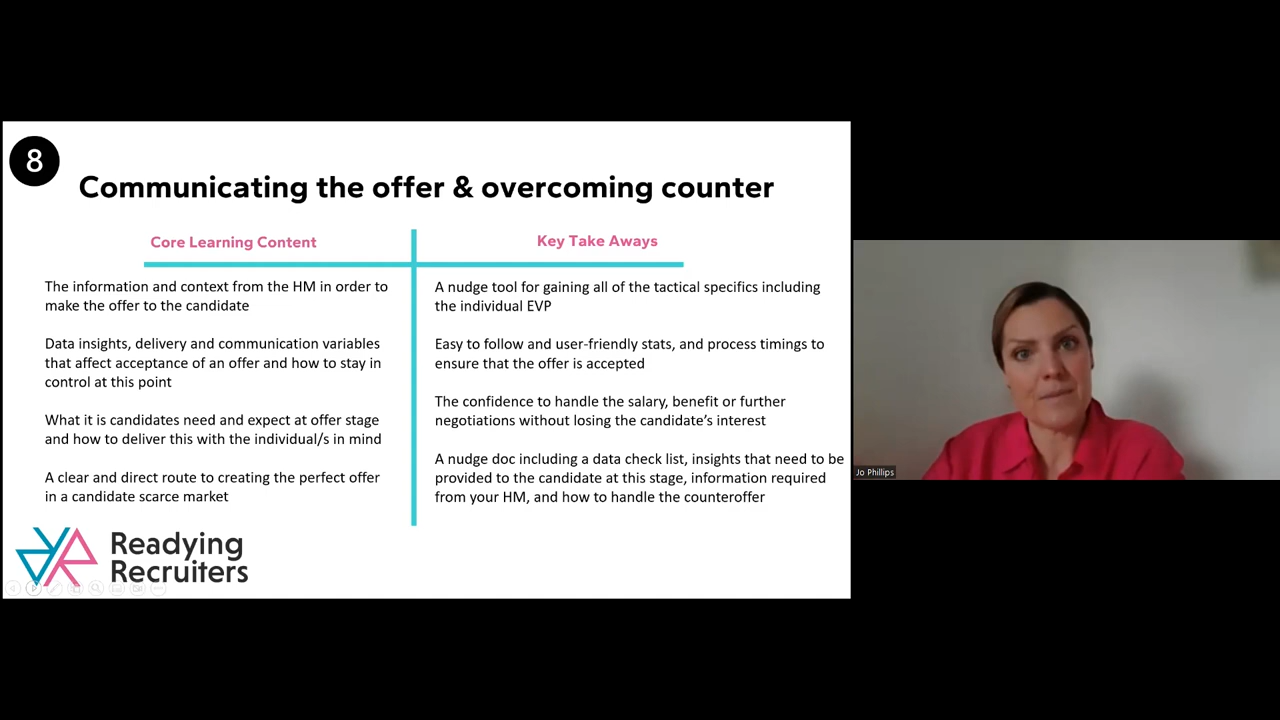 8
Communicating the offer & overcoming counter
Core Learning Content
The information and context from the HM in order to
make the offer to the candidate
Data insights, delivery and communication variables
that affect acceptance of an offer and how to stay in
control at this point
What it is candidates need and expect at offer stage
and how to deliver this with the individual/s in mind
A clear and direct route to creating the perfect offer
in a candidate scarce market
Key Take Aways
A nudge tool for gaining all of the tactical specifics including
the individual EVP
Easy to follow and user-friendly stats, and process timings to
ensure that the offer is accepted
The confidence to handle the salary, benefit or further
negotiations without losing the candidate’s interest
A nudge doc including a data check list, insights that need to be
provided to the candidate at this stage, information required
from your HM, and how to handle the counteroffer
Readying
Recruiters
Jo Phillips